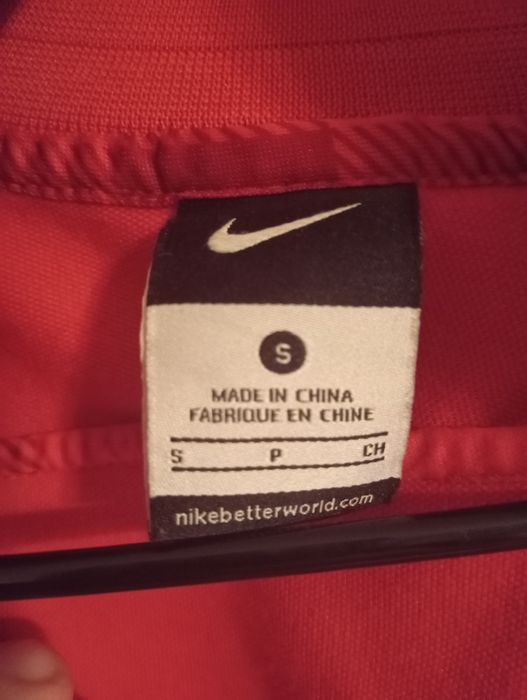 S
MADE IN CHINA
FABRIQUE EN CHINE
S P CH
nikebetterworld.com